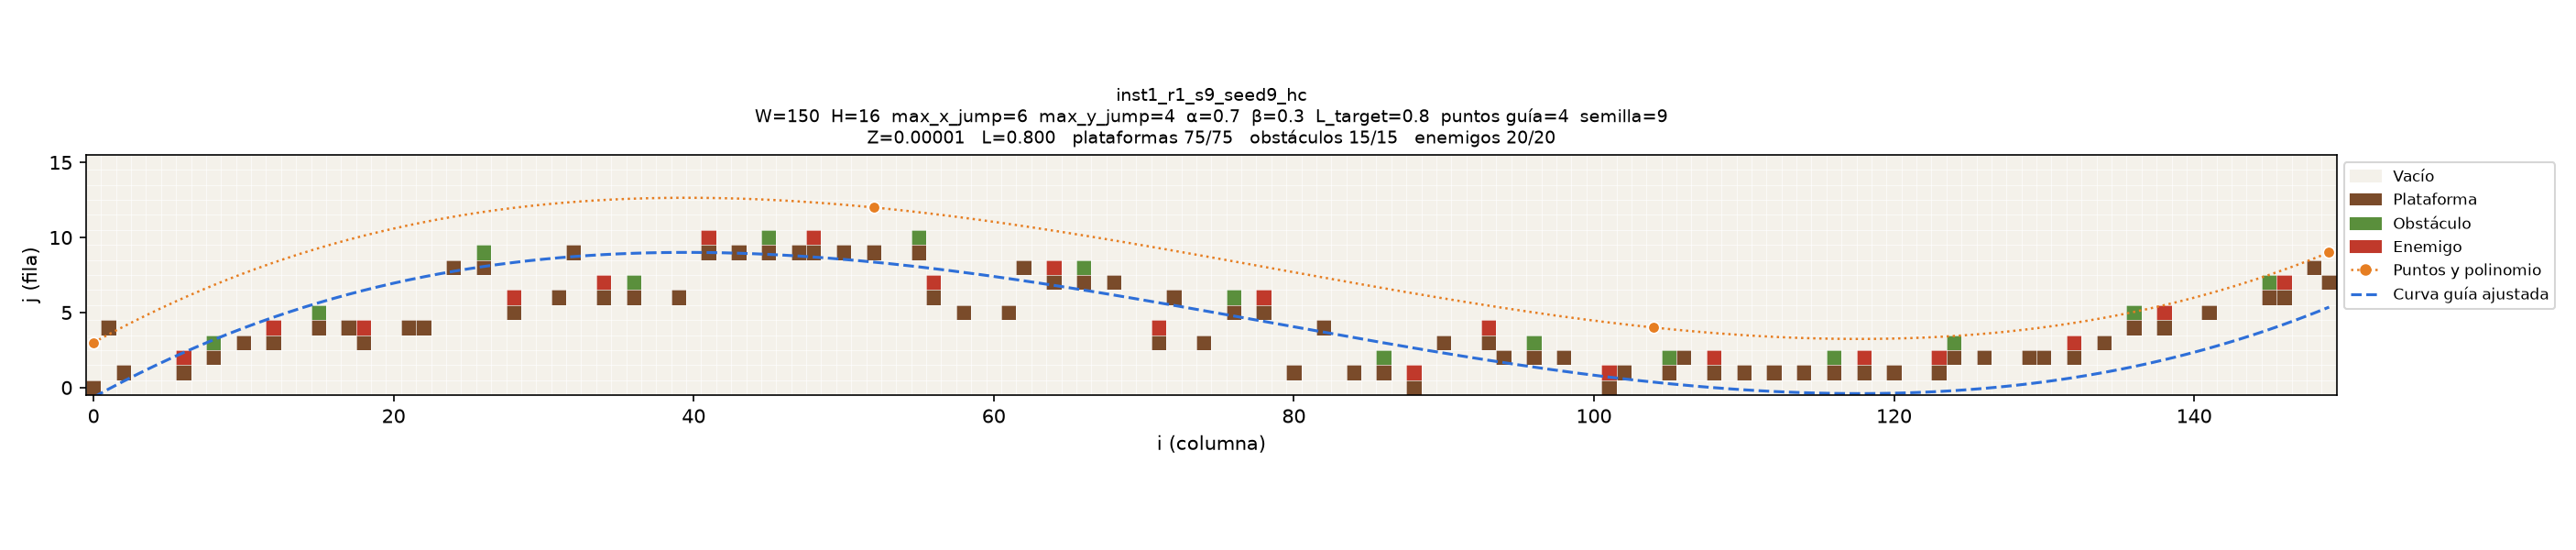 inst1_r1_s9_seed9_hc
W=150  H=16  max_x_jump=6  max_y_jump=4  α=0.7  β=0.3  L_target=0.8  puntos guía=4  semilla=9
Z=0.00001   L=0.800   plataformas 75/75   obstáculos 15/15   enemigos 20/20
15
10
5
0
j (fila)
0 20 40 60 80 100 120 140
i (columna)
Vacío
Plataforma
Obstáculo
Enemigo
Puntos y polinomio
Curva guía ajustada